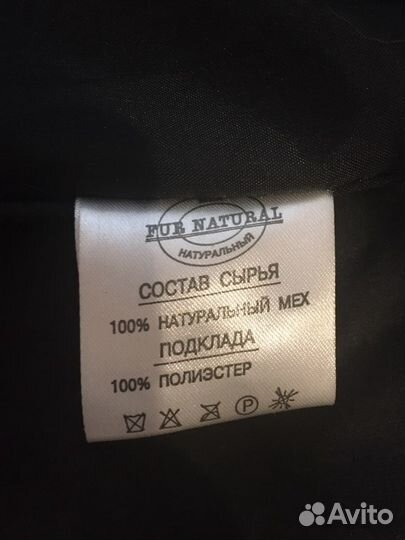 FUR NATURAL
НАТУРАЛЬНЫЙ
СОСТАВ СЫРЬЯ
100% НАТУРАЛЬНЫЙ МЕХ
ПОДКЛАДА
100% ПОЛИЭСТЕР
P
Avito